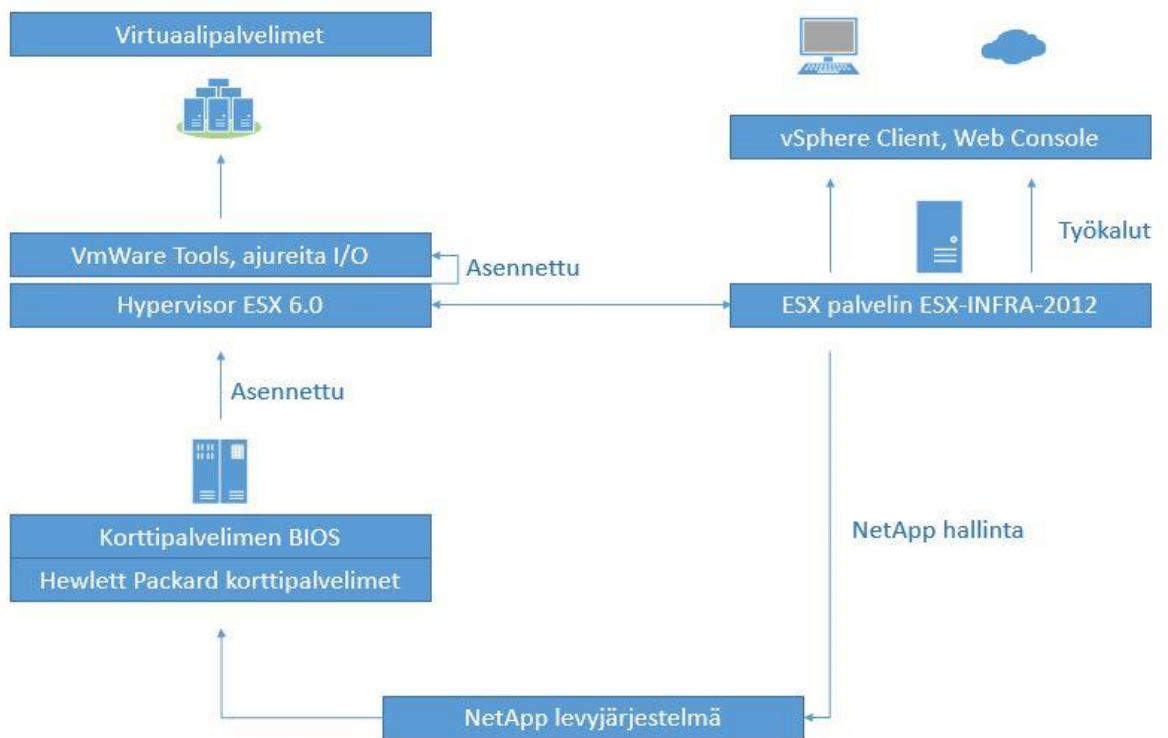 Virtuaalipalvelimet
vSphere Client, Web Console
Työkalut
VmWare Tools, ajureita I/O
Asennettu
Hypervisor ESX 6.0
ESX palvelin ESX-INFRA-2012
Asennettu
Korttipalvelimen BIOS
NetApp hallinta
Hewlett Packard korttipalvelimet
NetApp levyjärjestelmä